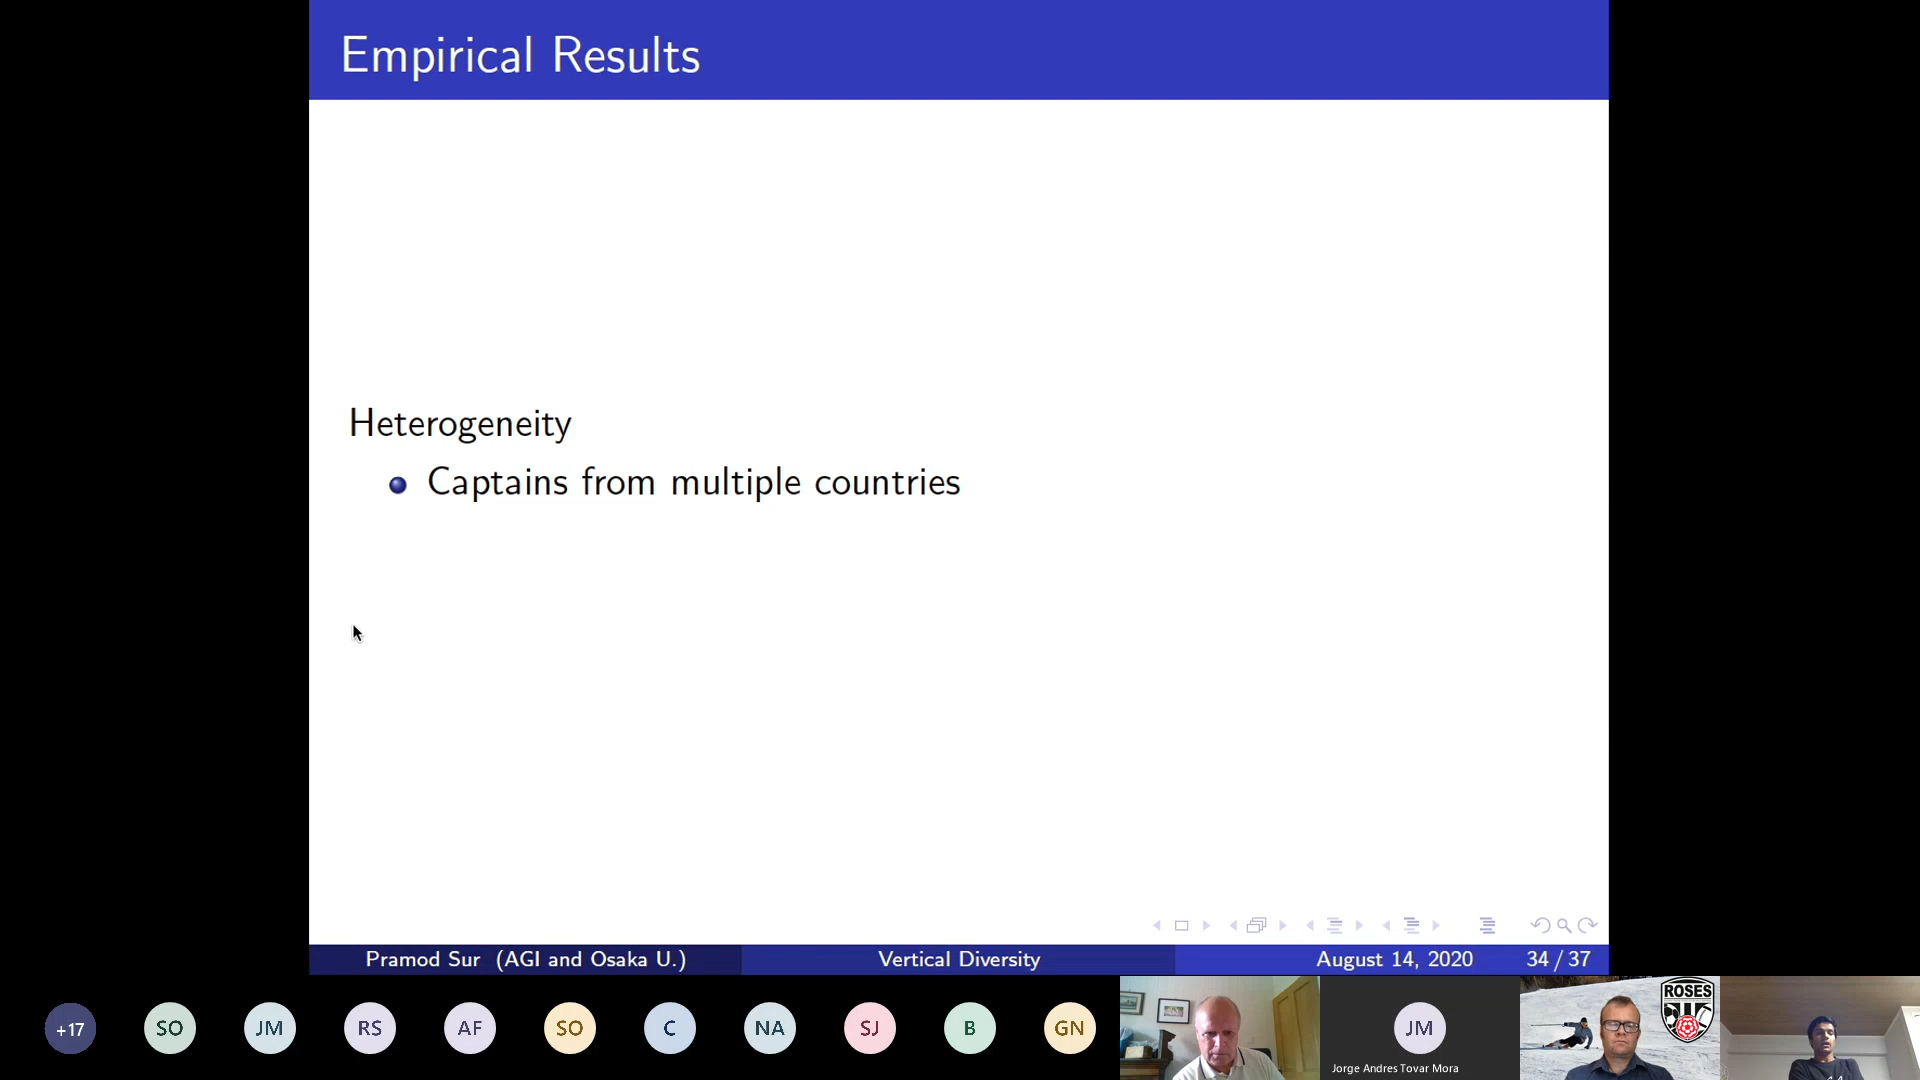 Empirical Results
Heterogeneity
Captains from multiple countries
Pramod Sur (AGI and Osaka U.)
Vertical Diversity
August 14, 2020
34 / 37
+17
SO
JM
RS
AF
SO
C
NA
SJ
B
GN
JM
Jorge Andres Tovar Mora
ROSES